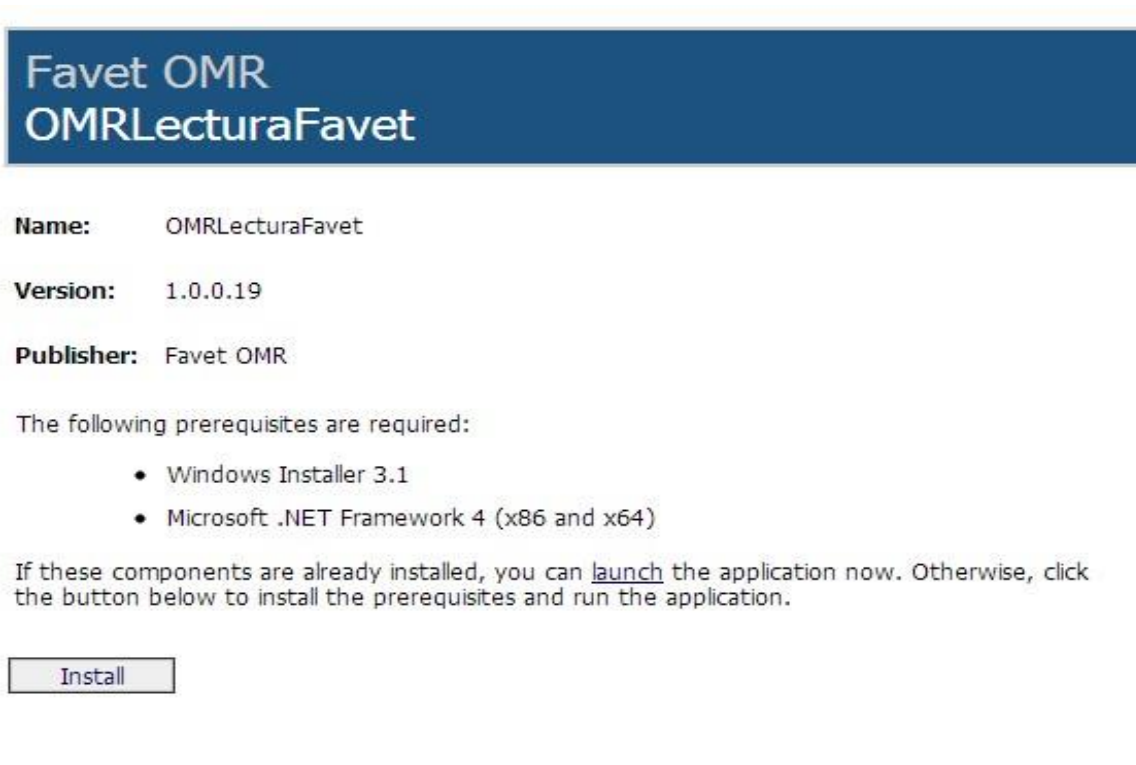 Favet OMR
OMRLecturaFavet
Name: OMRLecturaFavet
Version: 1.0.0.19
Publisher: Favet OMR
The following prerequisites are required:
• Windows Installer 3.1
• Microsoft .NET Framework 4 (x86 and x64)
If these components are already installed, you can launch the application now. Otherwise, click
the button below to install the prerequisites and run the application.
Install